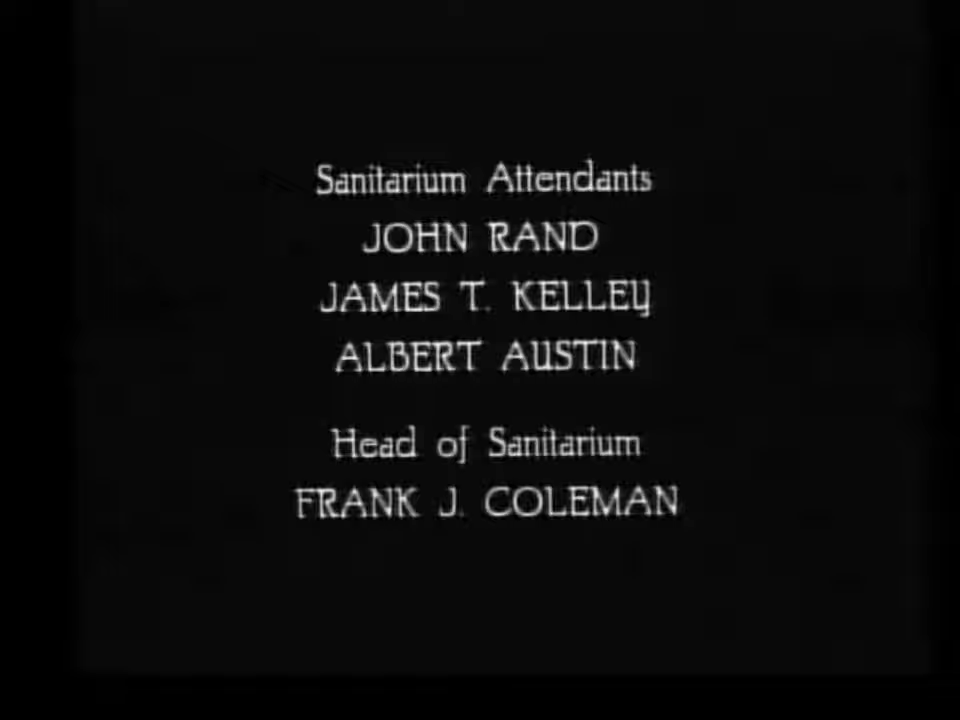 Sanitarium Attendants
JOHN RAND
JAMES T. KELLEY
ALBERT AUSTIN
Head of Sanitarium
FRANK J. COLEMAN